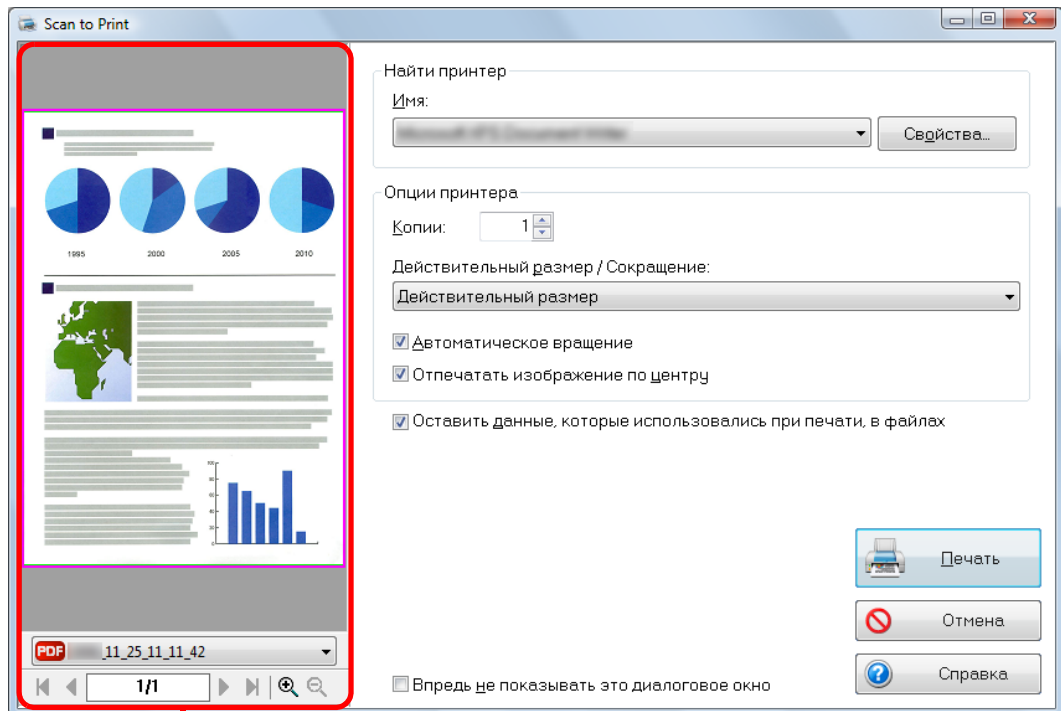 Scan to Print
Найти принтер
Имя:
Свойства...
Опции принтера
Копии:
1
Действительный размер / Сокращение:
Действительный размер
Автоматическое вращение
Отпечатать изображение по центру
Оставить данные, которые использовались при печати, в файлах
1995 2000 2005 2010
PDF _11_25_11_11_42
1/1
Печать
Отмена
Справка
Впредь не показывать это диалоговое окно